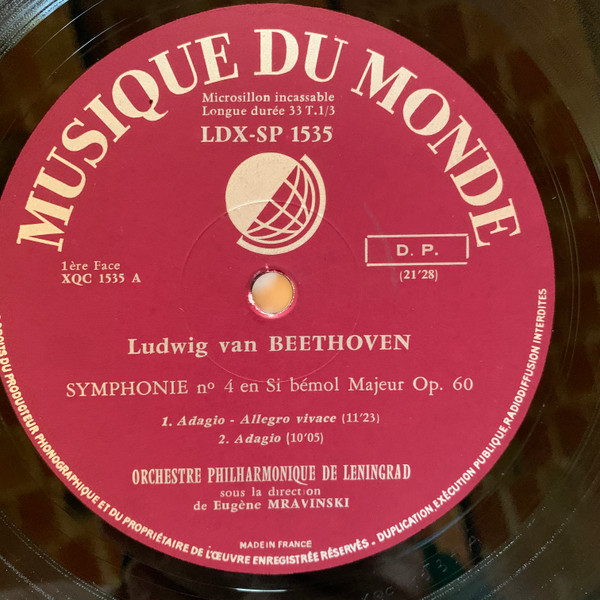 MUSIQUE DU MONDE
Microsillon incassable
Longue durée 33 T.1/3
LDX-SP 1535
D. P.
(21'28)
1ère Face
XQC 1535 A
Ludwig van BEETHOVEN
SYMPHONIE nº 4 en Si bémol Majeur Op. 60
1. Adagio - Allegro vivace (11'23)
2. Adagio (10'05)
ORCHESTRE PHILHARMONIQUE DE LENINGRAD
sous la direction
de Eugène MRAVINSKI
MADE IN FRANCE
DU PRODUCTEUR PHONOGRAPHIQUE ET DU PROPRIÉTAIRE DE L'ŒUVRE ENREGISTRÉE RÉSERVÉS - DUPLICATION, EXÉCUTION PUBLIQUE, RADIODIFFUSION INTERDITES